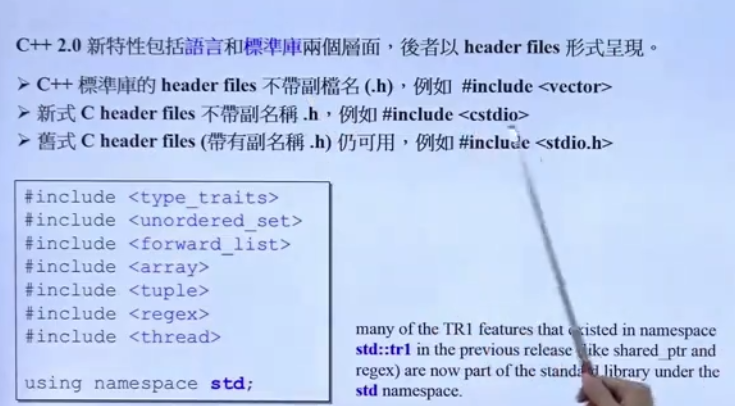 C++ 2.0 新特性包括語言和標準庫兩個層面，後者以 header files 形式呈現。
➢ C++ 標準庫的 header files 不帶副檔名 (.h)，例如 #include <vector>
➢ 新式 C header files 不帶副名稱 .h，例如 #include <cstdio>
➢ 舊式 C header files (帶有副名稱 .h) 仍可用，例如 #include <stdio.h>
#include <type_traits>
#include <unordered_set>
#include <forward_list>
#include <array>
#include <tuple>
#include <regex>
#include <thread>
using namespace std;
many of the TR1 features that existed in namespace
std::tr1 in the previous release (like shared_ptr and
regex) are now part of the standard library under the
std namespace.